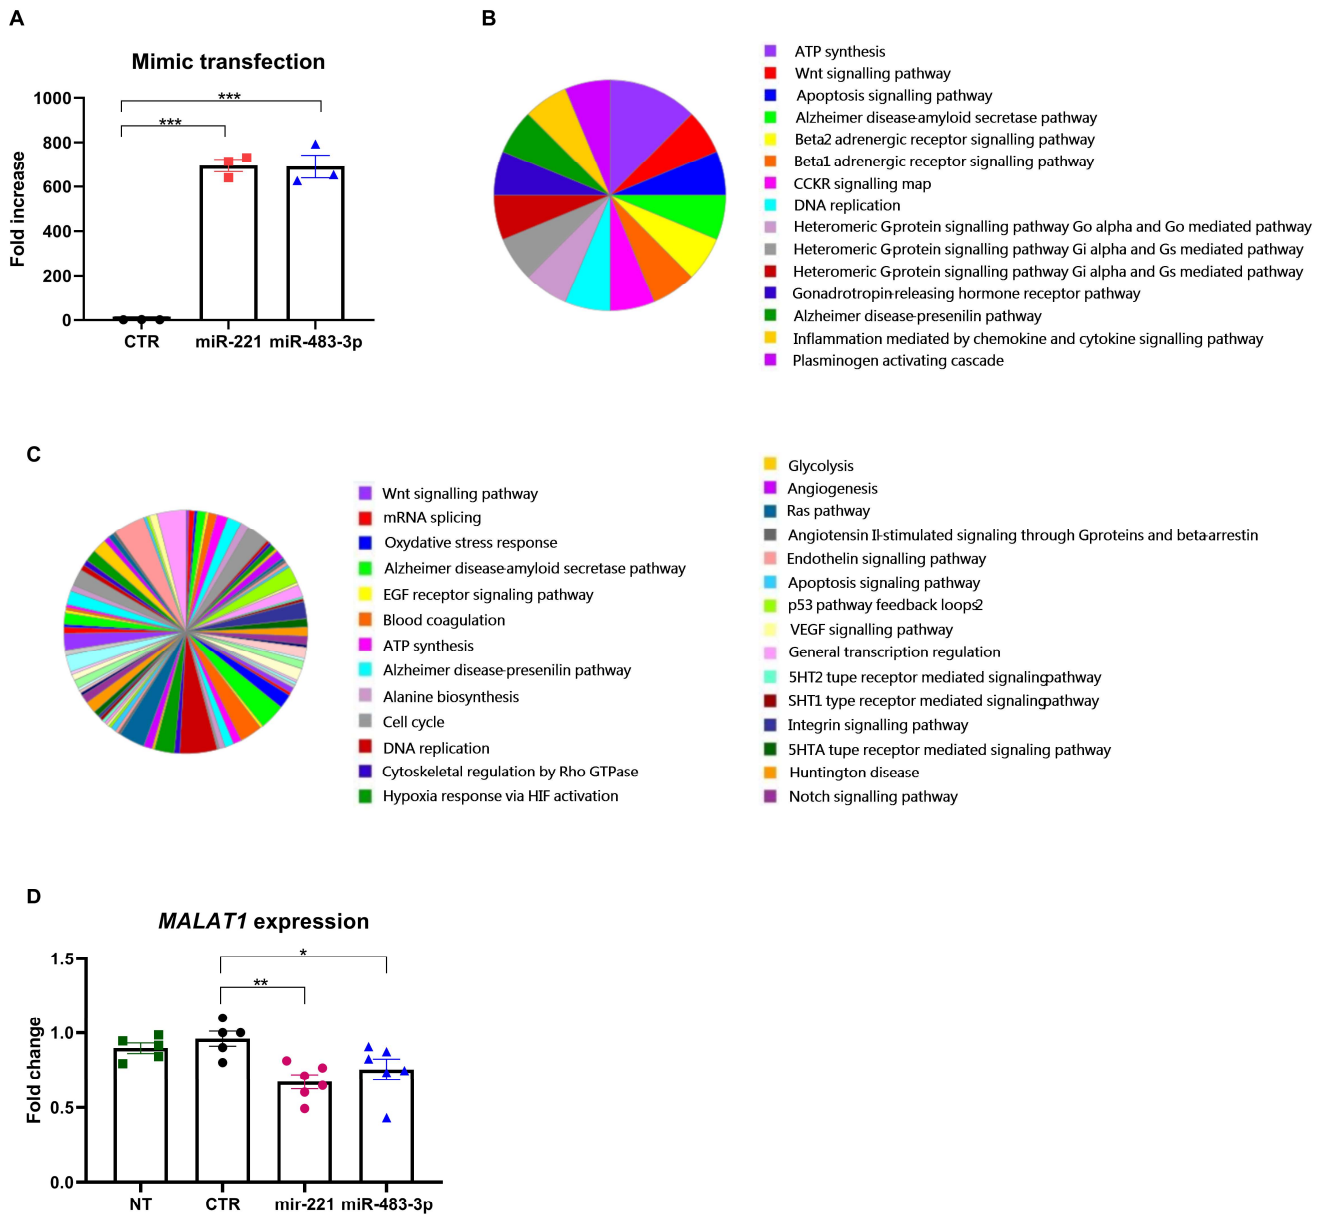 A
Mimic transfection
***
***
Fold increase
1000
800
600
400
200
0
CTR
miR-221
miR-483-3p
B
ATP synthesis
Wnt signalling pathway
Apoptosis signalling pathway
Alzheimer disease-amyloid secretase pathway
Beta2 adrenergic receptor signalling pathway
Beta1 adrenergic receptor signalling pathway
CCKR signalling map
DNA replication
Heteromeric G-protein signalling pathway Go alpha and Go mediated pathway
Heteromeric G-protein signalling pathway Gi alpha and Gs mediated pathway
Heteromeric G-protein signalling pathway Gi alpha and Gs mediated pathway
Gonadrotropin-releasing hormone receptor pathway
Alzheimer disease-presenilin pathway
Inflammation mediated by chemokine and cytokine signalling pathway
Plasminogen activating cascade
C
Wnt signalling pathway
mRNA splicing
Oxydative stress response
Alzheimer disease-amyloid secretase pathway
EGF receptor signaling pathway
Blood coagulation
ATP synthesis
Alzheimer disease-presenilin pathway
Alanine biosynthesis
Cell cycle
DNA replication
Cytoskeletal regulation by Rho GTPase
Hypoxia response via HIF activation
Glycolysis
Angiogenesis
Ras pathway
Angiotensin II-stimulated signaling through Gproteins and beta-arrestin
Endothelin signalling pathway
Apoptosis signaling pathway
p53 pathway feedback loops2
VEGF signalling pathway
General transcription regulation
5HT2 tupe receptor mediated signalingpathway
SHT1 type receptor mediated signalingpathway
Integrin signalling pathway
5HTA tupe receptor mediated signaling pathway
Huntington disease
Notch signalling pathway
D
MALAT1 expression
*
**
Fold change
1.5
1.0
0.5
0.0
NT
CTR
mir-221
miR-483-3p